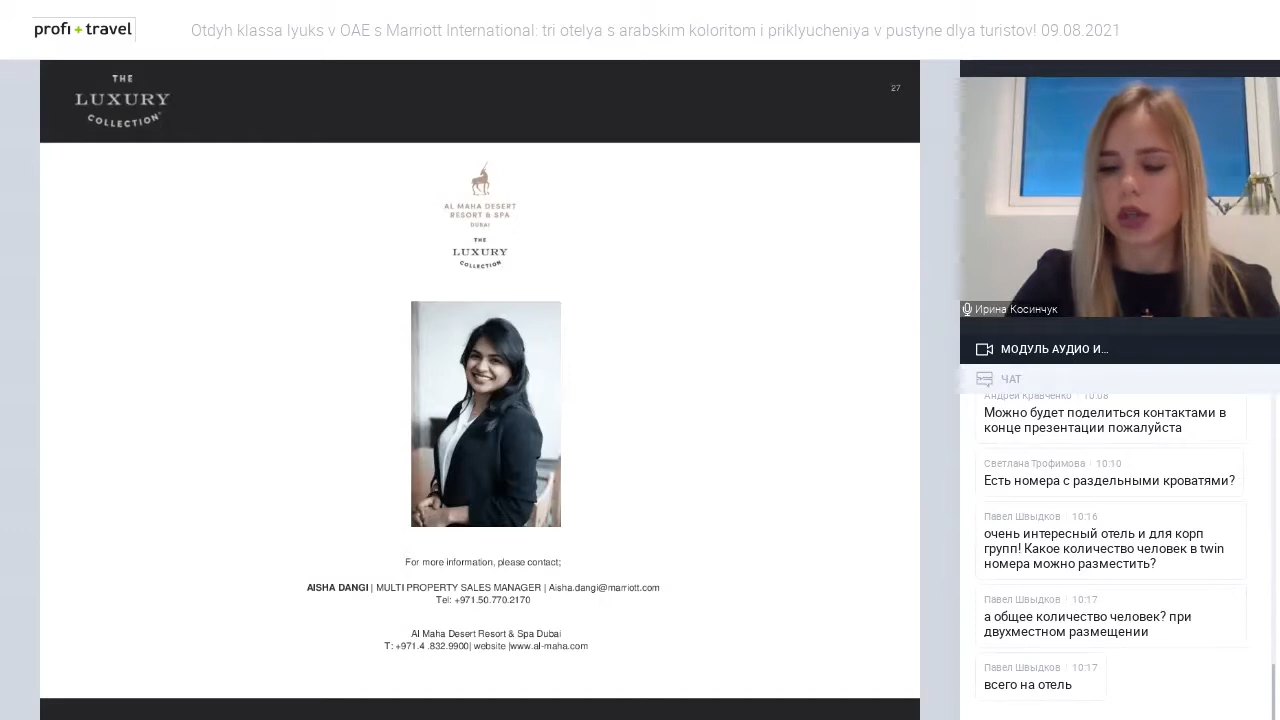 profi + travel
Otdyh klassa lyuks v OAE s Marriott International: tri otelya s arabskim koloritom i priklyucheniya v pustyne dlya turistov! 09.08.2021
THE
LUXURY
COLLECTION
27
AL MAHA DESERT
RESORT & SPA
DUBAI
THE
LUXURY
COLLECTION
For more information, please contact;
AISHA DANGI | MULTI PROPERTY SALES MANAGER | Aisha.dangi@marriott.com
Tel: +971.50.770.2170
Al Maha Desert Resort & Spa Dubai
T: +971.4 .832.9900| website |www.al-maha.com
Ирина Косинчук
МОДУЛЬ АУДИО И...
ЧАТ
Андрей Кравченко 10:08
Можно будет поделиться контактами в
конце презентации пожалуйста
Светлана Трофимова 10:10
Есть номера с раздельными кроватями?
Павел Швыдков 10:16
очень интересный отель и для корп
групп! Какое количество человек в twin
номера можно разместить?
Павел Швыдков 10:17
а общее количество человек? при
двухместном размещении
Павел Швыдков 10:17
всего на отель